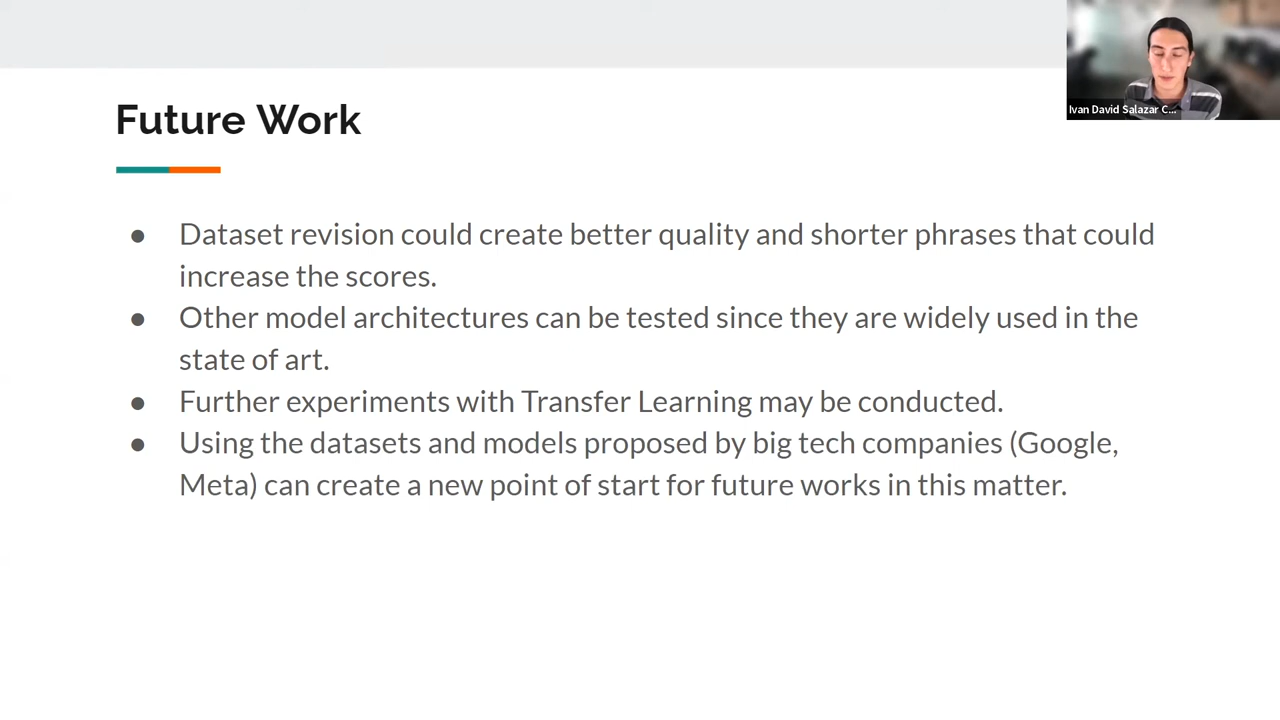 Future Work
Ivan David Salazar C...
● Dataset revision could create better quality and shorter phrases that could
increase the scores.
● Other model architectures can be tested since they are widely used in the
state of art.
● Further experiments with Transfer Learning may be conducted.
● Using the datasets and models proposed by big tech companies (Google,
Meta) can create a new point of start for future works in this matter.